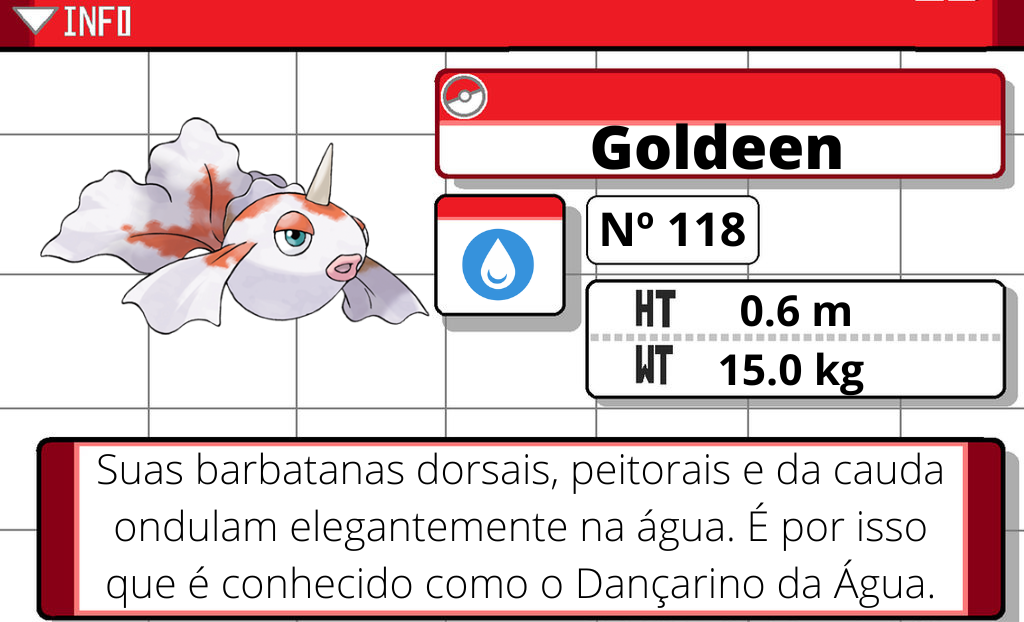 INFO
Goldeen
Nº 118
HT 0.6 m
WT 15.0 kg
Suas barbatanas dorsais, peitorais e da cauda
ondulam elegantemente na água. É por isso
que é conhecido como o Dançarino da Água.